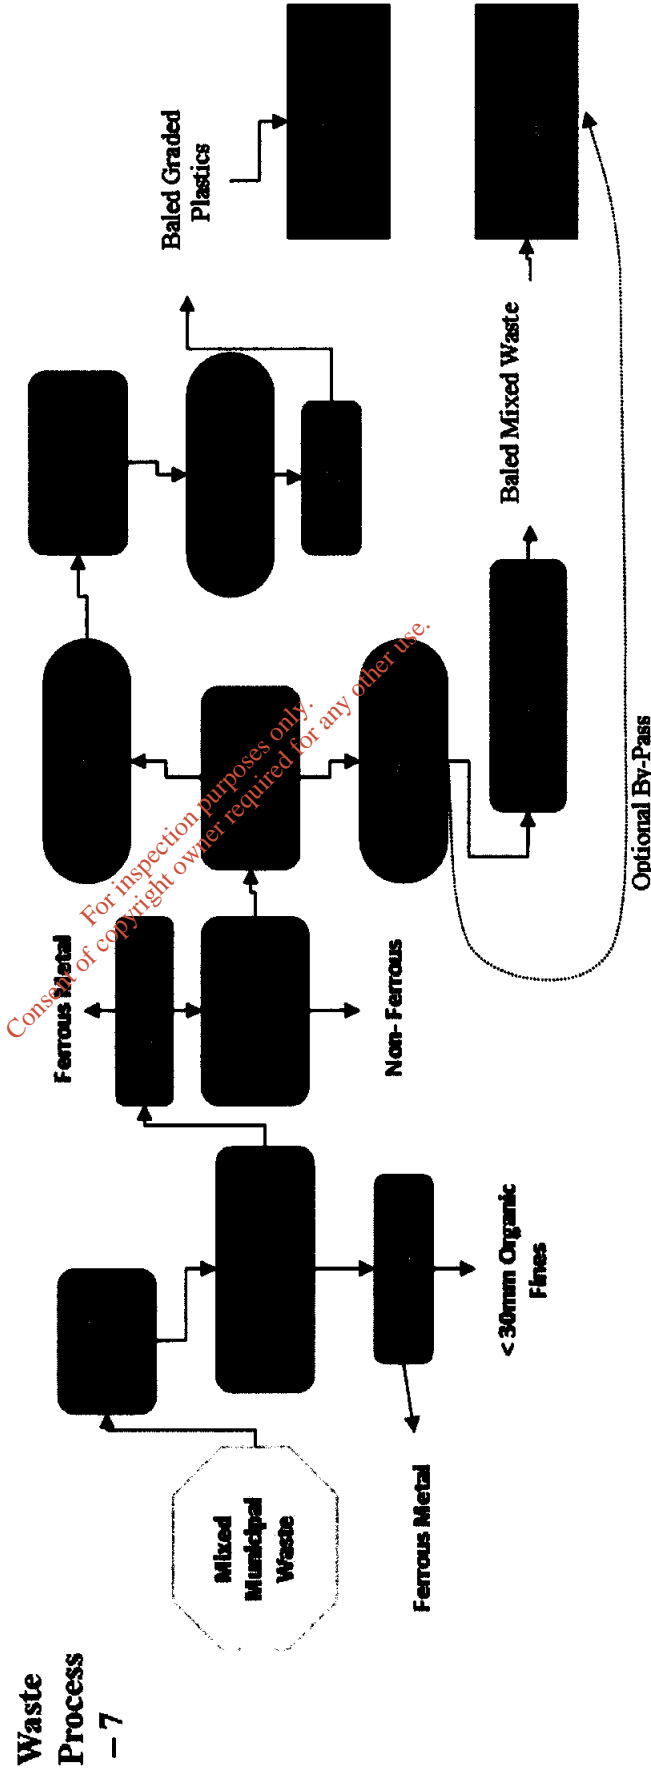 Waste
Process
– 7
Mixed
Municipal
Waste
Ferrous Metal
< 30mm Organic
Fines
Ferrous Metal
Non- Ferrous
Baled Graded
Plastics
Baled Mixed Waste
Optional By-Pass
For inspection purposes only.
Consent of copyright owner required for any other use.